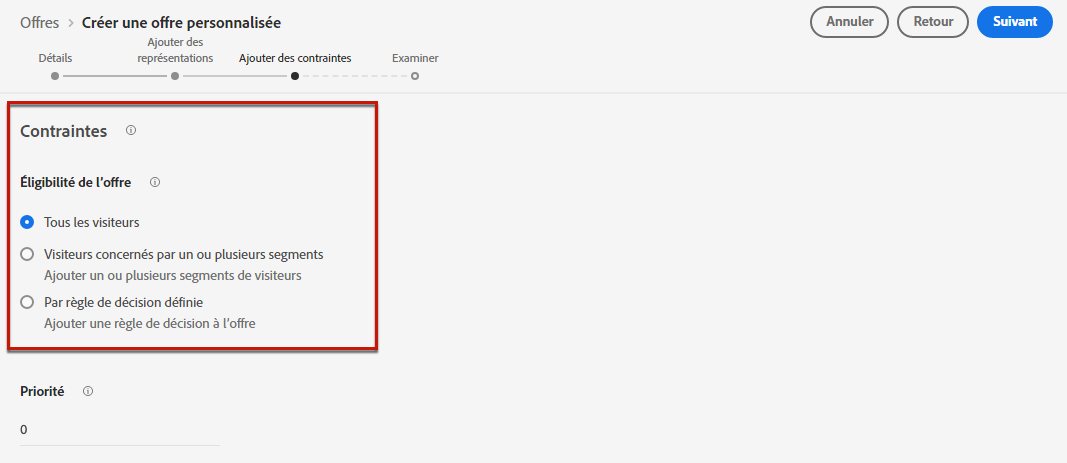 Offres > Créer une offre personnalisée
Annuler
Retour
Suivant
Détails
Ajouter des
représentations
Ajouter des contraintes
Examiner
Contraintes
Éligibilité de l’offre
Tous les visiteurs
Visiteurs concernés par un ou plusieurs segments
Ajouter un ou plusieurs segments de visiteurs
Par règle de décision définie
Ajouter une règle de décision à l’offre
Priorité
0